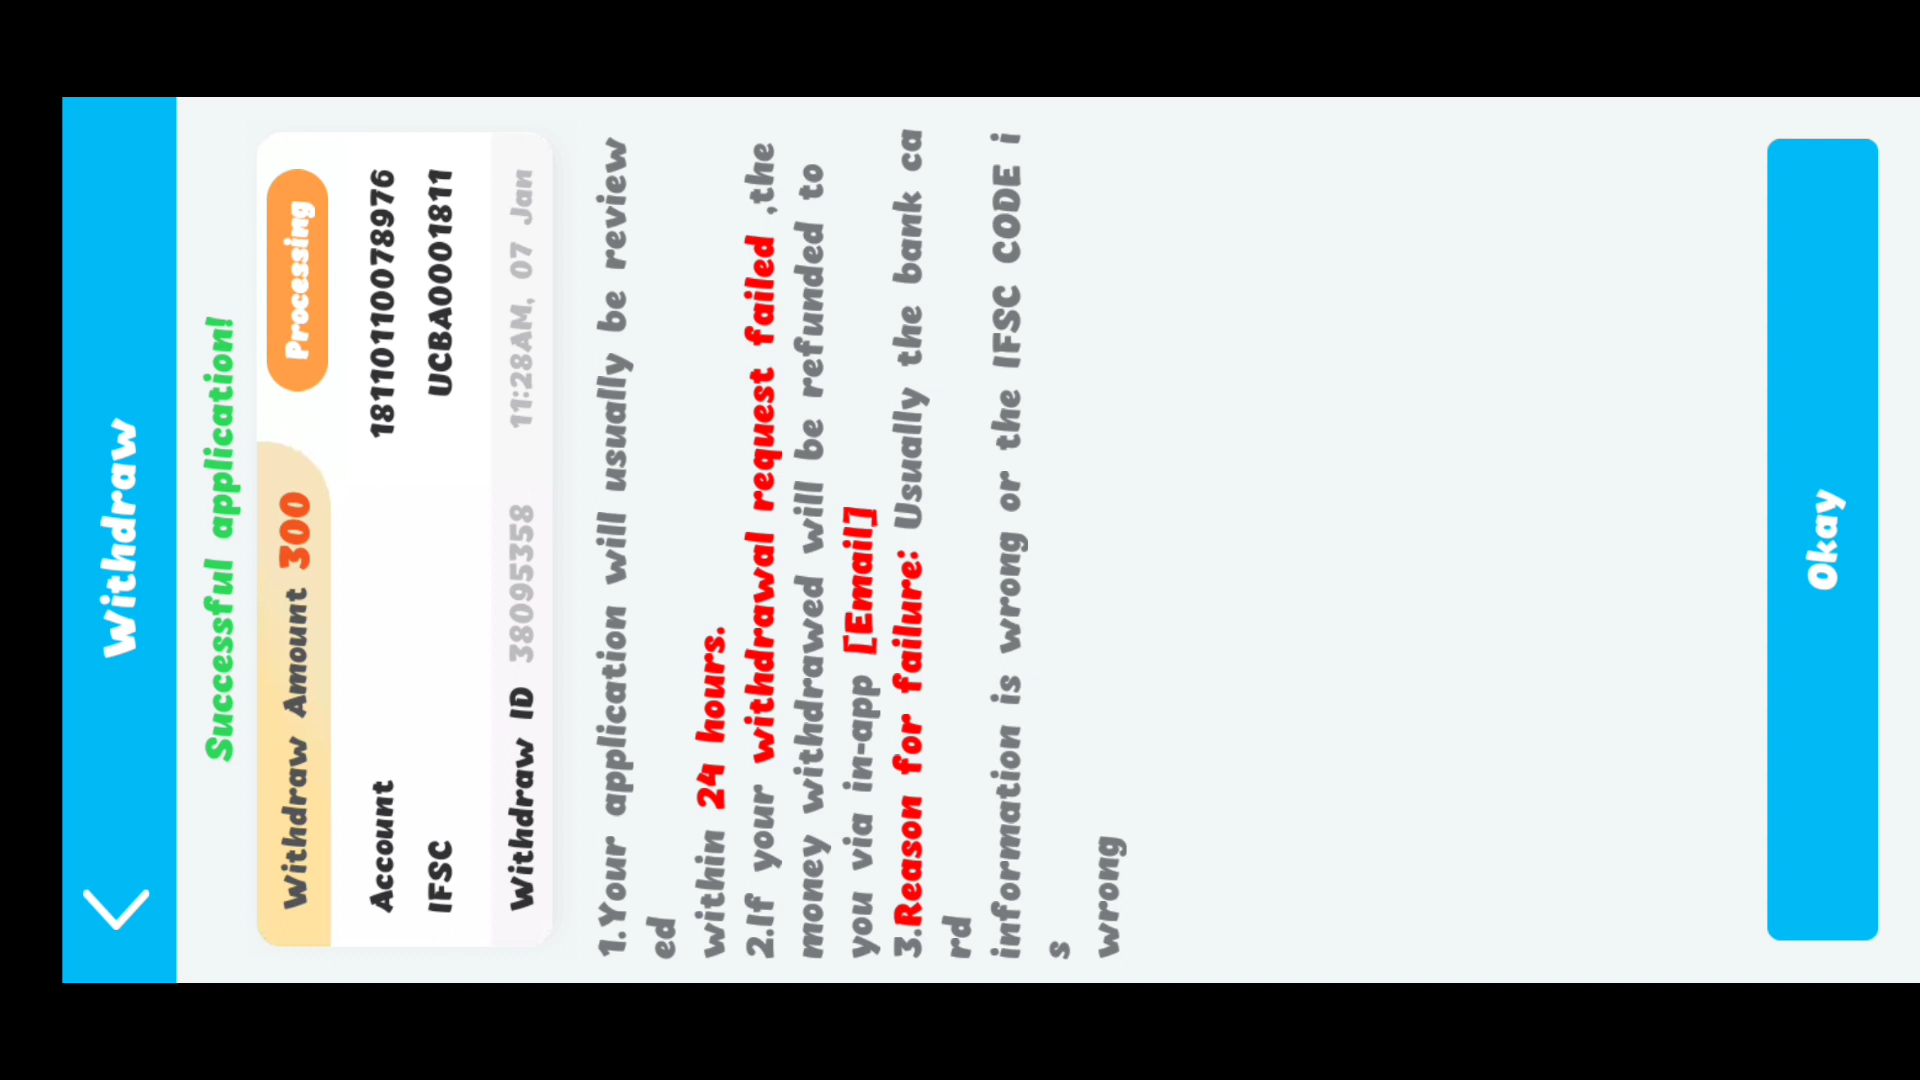 Withdraw
Successful application!
Withdraw Amount 300
Processing
Account 18110110078976
IFSC UCBA0001811
Withdraw ID 38095358 11:28AM, 07 Jan
1.Your application will usually be review
ed
within 24 hours.
2.If your withdrawal request failed ,the
money withdrawed will be refunded to
you via in-app [Email]
3.Reason for failure: Usually the bank ca
rd
information is wrong or the IFSC CODE i
s
wrong
Okay